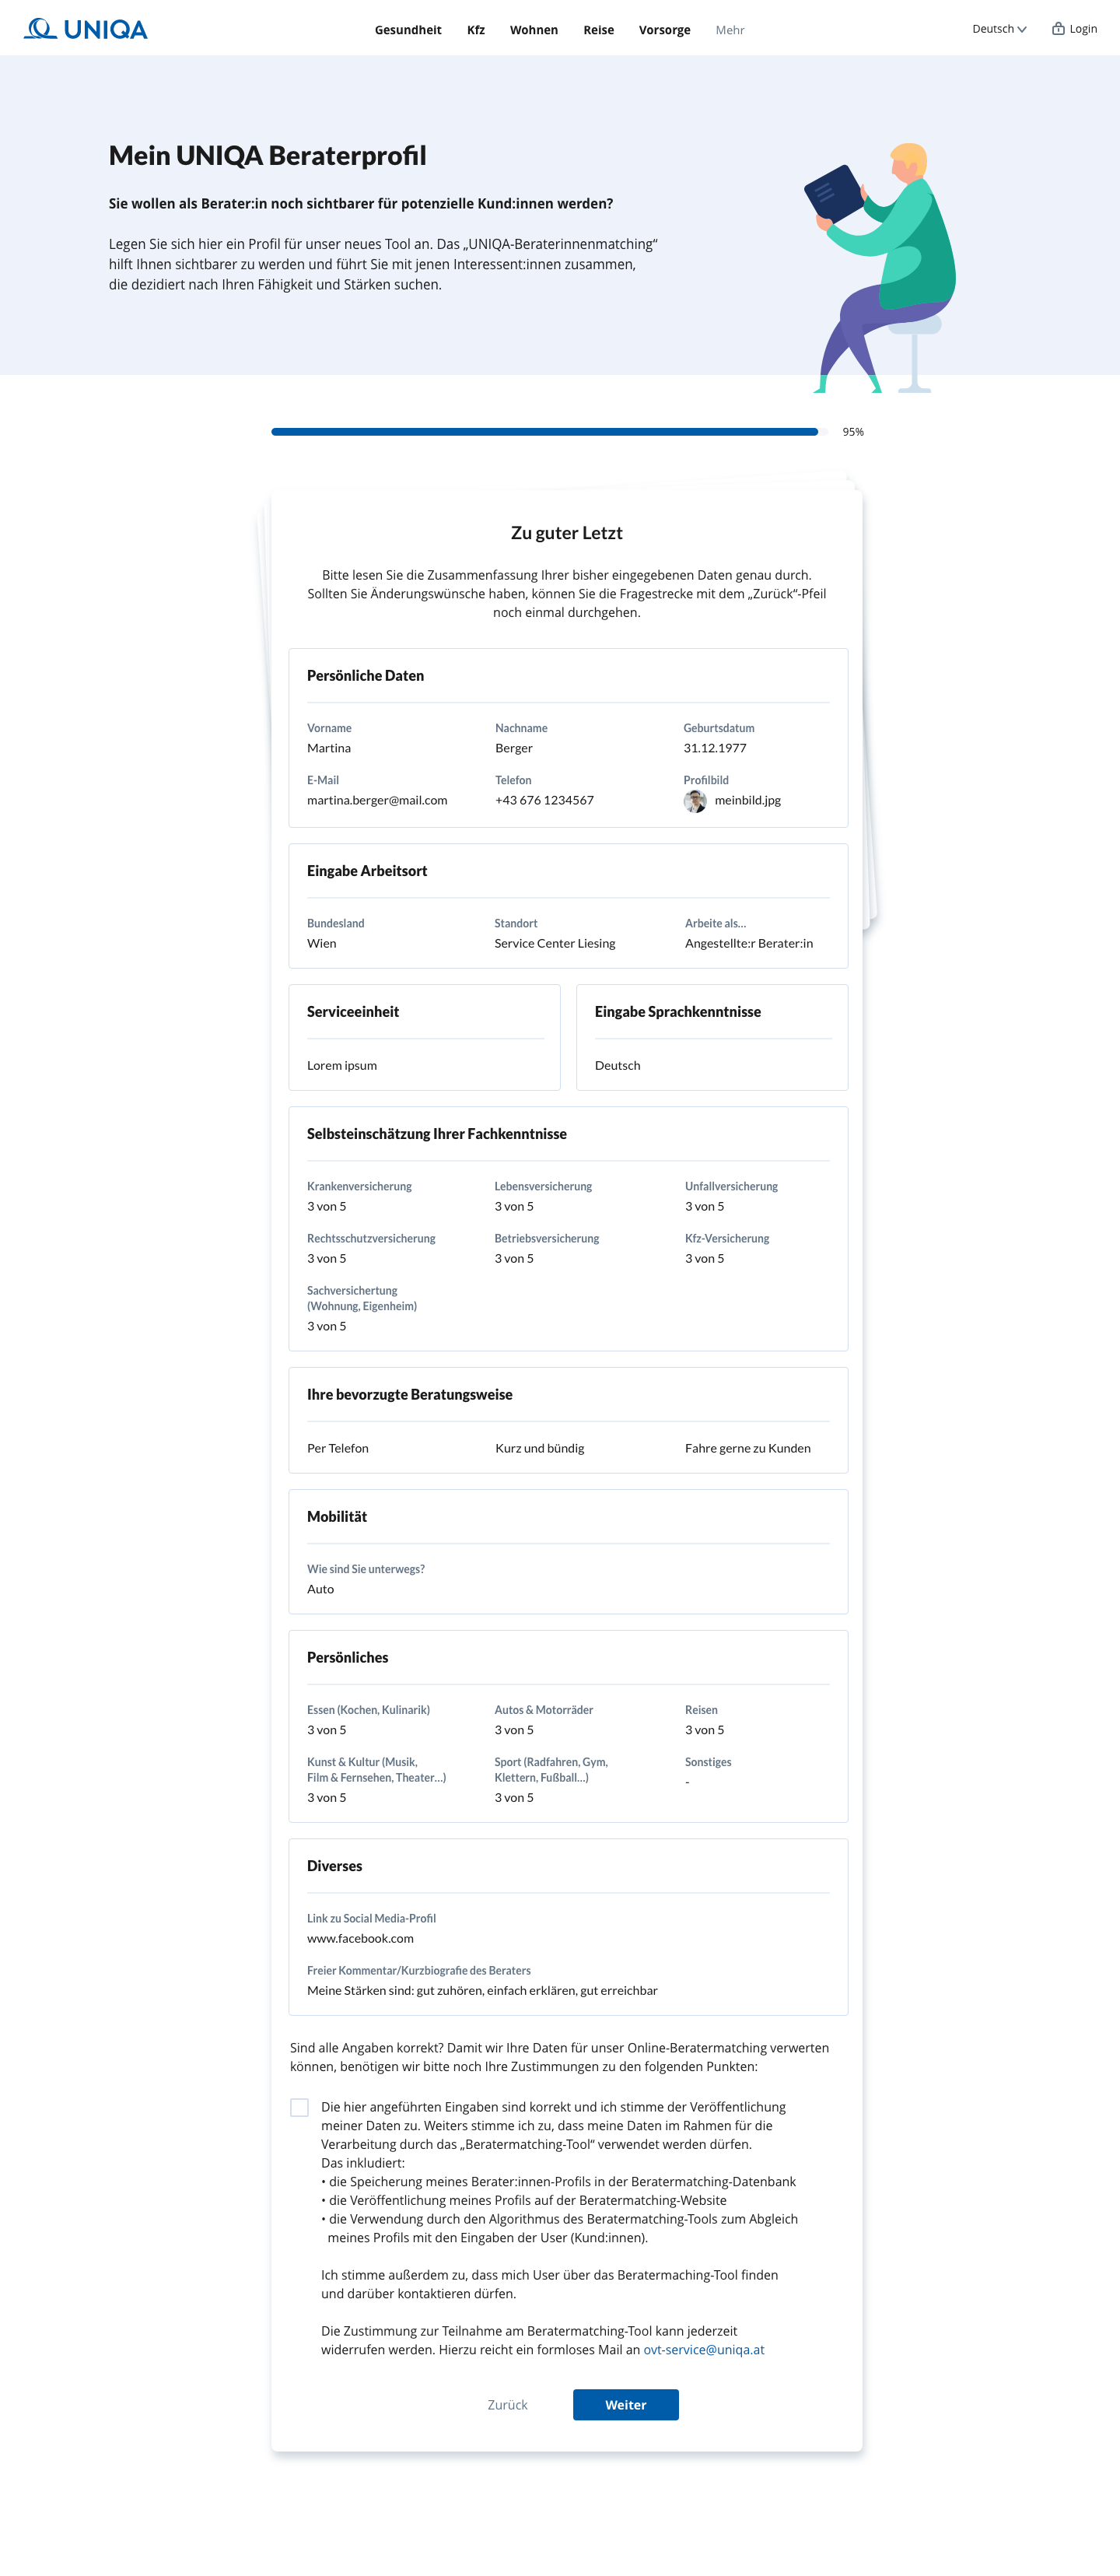 UNIQA
Gesundheit Kfz Wohnen Reise Vorsorge Mehr
Deutsch Login
Mein UNIQA Beraterprofil
Sie wollen als Berater:in noch sichtbarer für potenzielle Kund:innen werden?
Legen Sie sich hier ein Profil für unser neues Tool an. Das „UNIQA-Beraterinnenmatching“
hilft Ihnen sichtbarer zu werden und führt Sie mit jenen Interessent:innen zusammen,
die dezidiert nach Ihren Fähigkeit und Stärken suchen.
95%
Zu guter Letzt
Bitte lesen Sie die Zusammenfassung Ihrer bisher eingegebenen Daten genau durch.
Sollten Sie Änderungswünsche haben, können Sie die Fragestrecke mit dem „Zurück“-Pfeil
noch einmal durchgehen.
Persönliche Daten
Vorname Nachname Geburtsdatum
Martina Berger 31.12.1977
E-Mail Telefon Profilbild
martina.berger@mail.com +43 676 1234567 meinbild.jpg
Eingabe Arbeitsort
Bundesland Standort Arbeite als...
Wien Service Center Liesing Angestellte:r Berater:in
Serviceeinheit
Lorem ipsum
Eingabe Sprachkenntnisse
Deutsch
Selbsteinschätzung Ihrer Fachkenntnisse
Krankenversicherung Lebensversicherung Unfallversicherung
3 von 5 3 von 5 3 von 5
Rechtsschutzversicherung Betriebsversicherung Kfz-Versicherung
3 von 5 3 von 5 3 von 5
Sachversichertung
(Wohnung, Eigenheim)
3 von 5
Ihre bevorzugte Beratungsweise
Per Telefon Kurz und bündig Fahre gerne zu Kunden
Mobilität
Wie sind Sie unterwegs?
Auto
Persönliches
Essen (Kochen, Kulinarik) Autos & Motorräder Reisen
3 von 5 3 von 5 3 von 5
Kunst & Kultur (Musik, Sport (Radfahren, Gym, Sonstiges
Film & Fernsehen, Theater...) Klettern, Fußball...) -
3 von 5 3 von 5
Diverses
Link zu Social Media-Profil
www.facebook.com
Freier Kommentar/Kurzbiografie des Beraters
Meine Stärken sind: gut zuhören, einfach erklären, gut erreichbar
Sind alle Angaben korrekt? Damit wir Ihre Daten für unser Online-Beratermatching verwerten
können, benötigen wir bitte noch Ihre Zustimmungen zu den folgenden Punkten:
Die hier angeführten Eingaben sind korrekt und ich stimme der Veröffentlichung
meiner Daten zu. Weiters stimme ich zu, dass meine Daten im Rahmen für die
Verarbeitung durch das „Beratermatching-Tool“ verwendet werden dürfen.
Das inkludiert:
• die Speicherung meines Berater:innen-Profils in der Beratermatching-Datenbank
• die Veröffentlichung meines Profils auf der Beratermatching-Website
• die Verwendung durch den Algorithmus des Beratermatching-Tools zum Abgleich
meines Profils mit den Eingaben der User (Kund:innen).
Ich stimme außerdem zu, dass mich User über das Beratermaching-Tool finden
und darüber kontaktieren dürfen.
Die Zustimmung zur Teilnahme am Beratermatching-Tool kann jederzeit
widerrufen werden. Hierzu reicht ein formloses Mail an ovt-service@uniqa.at
Zurück Weiter